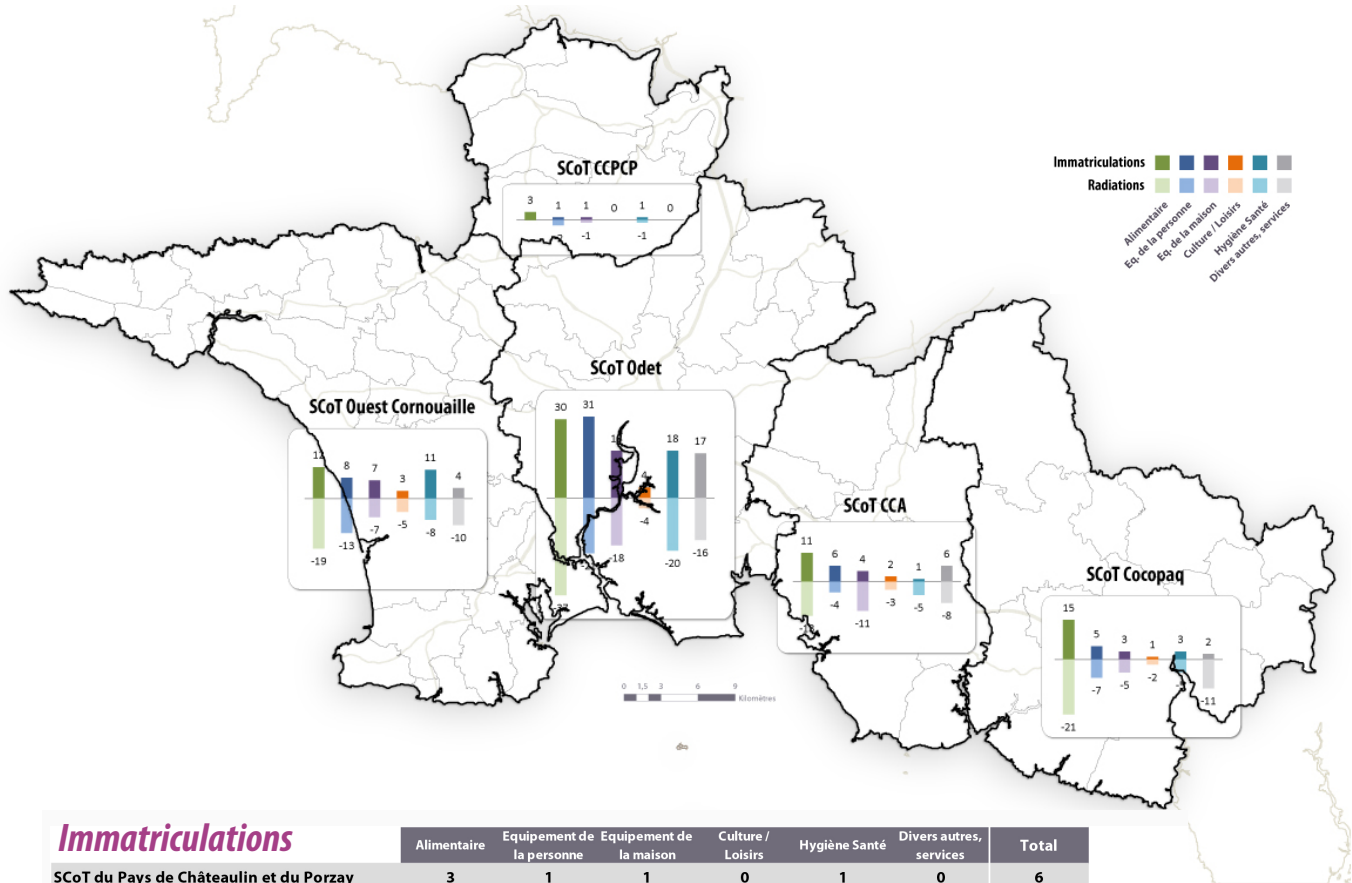 SCoT CCPCP
3 1 1 0 1 0
-1 -1
Immatriculations
Radiations
Alimentaire
Eq. de la personne
Eq. de la maison
Culture / Loisirs
Hygiène Santé
Divers autres, services
SCoT Odet
30 31 4 18 17
-18 -4 -20 -16
SCoT Ouest Cornouaille
12 8 7 3 11 4
-19 -13 -7 -5 -8 -10
SCoT CCA
11 6 4 2 1 6
-4 -11 -3 -5 -8
SCoT Cocopaq
15 5 3 1 3 2
-21 -7 -5 -2 -11
0 1,5 3 6 9
Kilomètres
Immatriculations
Alimentaire Equipement de la personne Equipement de la maison Culture / Loisirs Hygiène Santé Divers autres, services Total
SCoT du Pays de Châteaulin et du Porzay 3 1 1 0 1 0 6